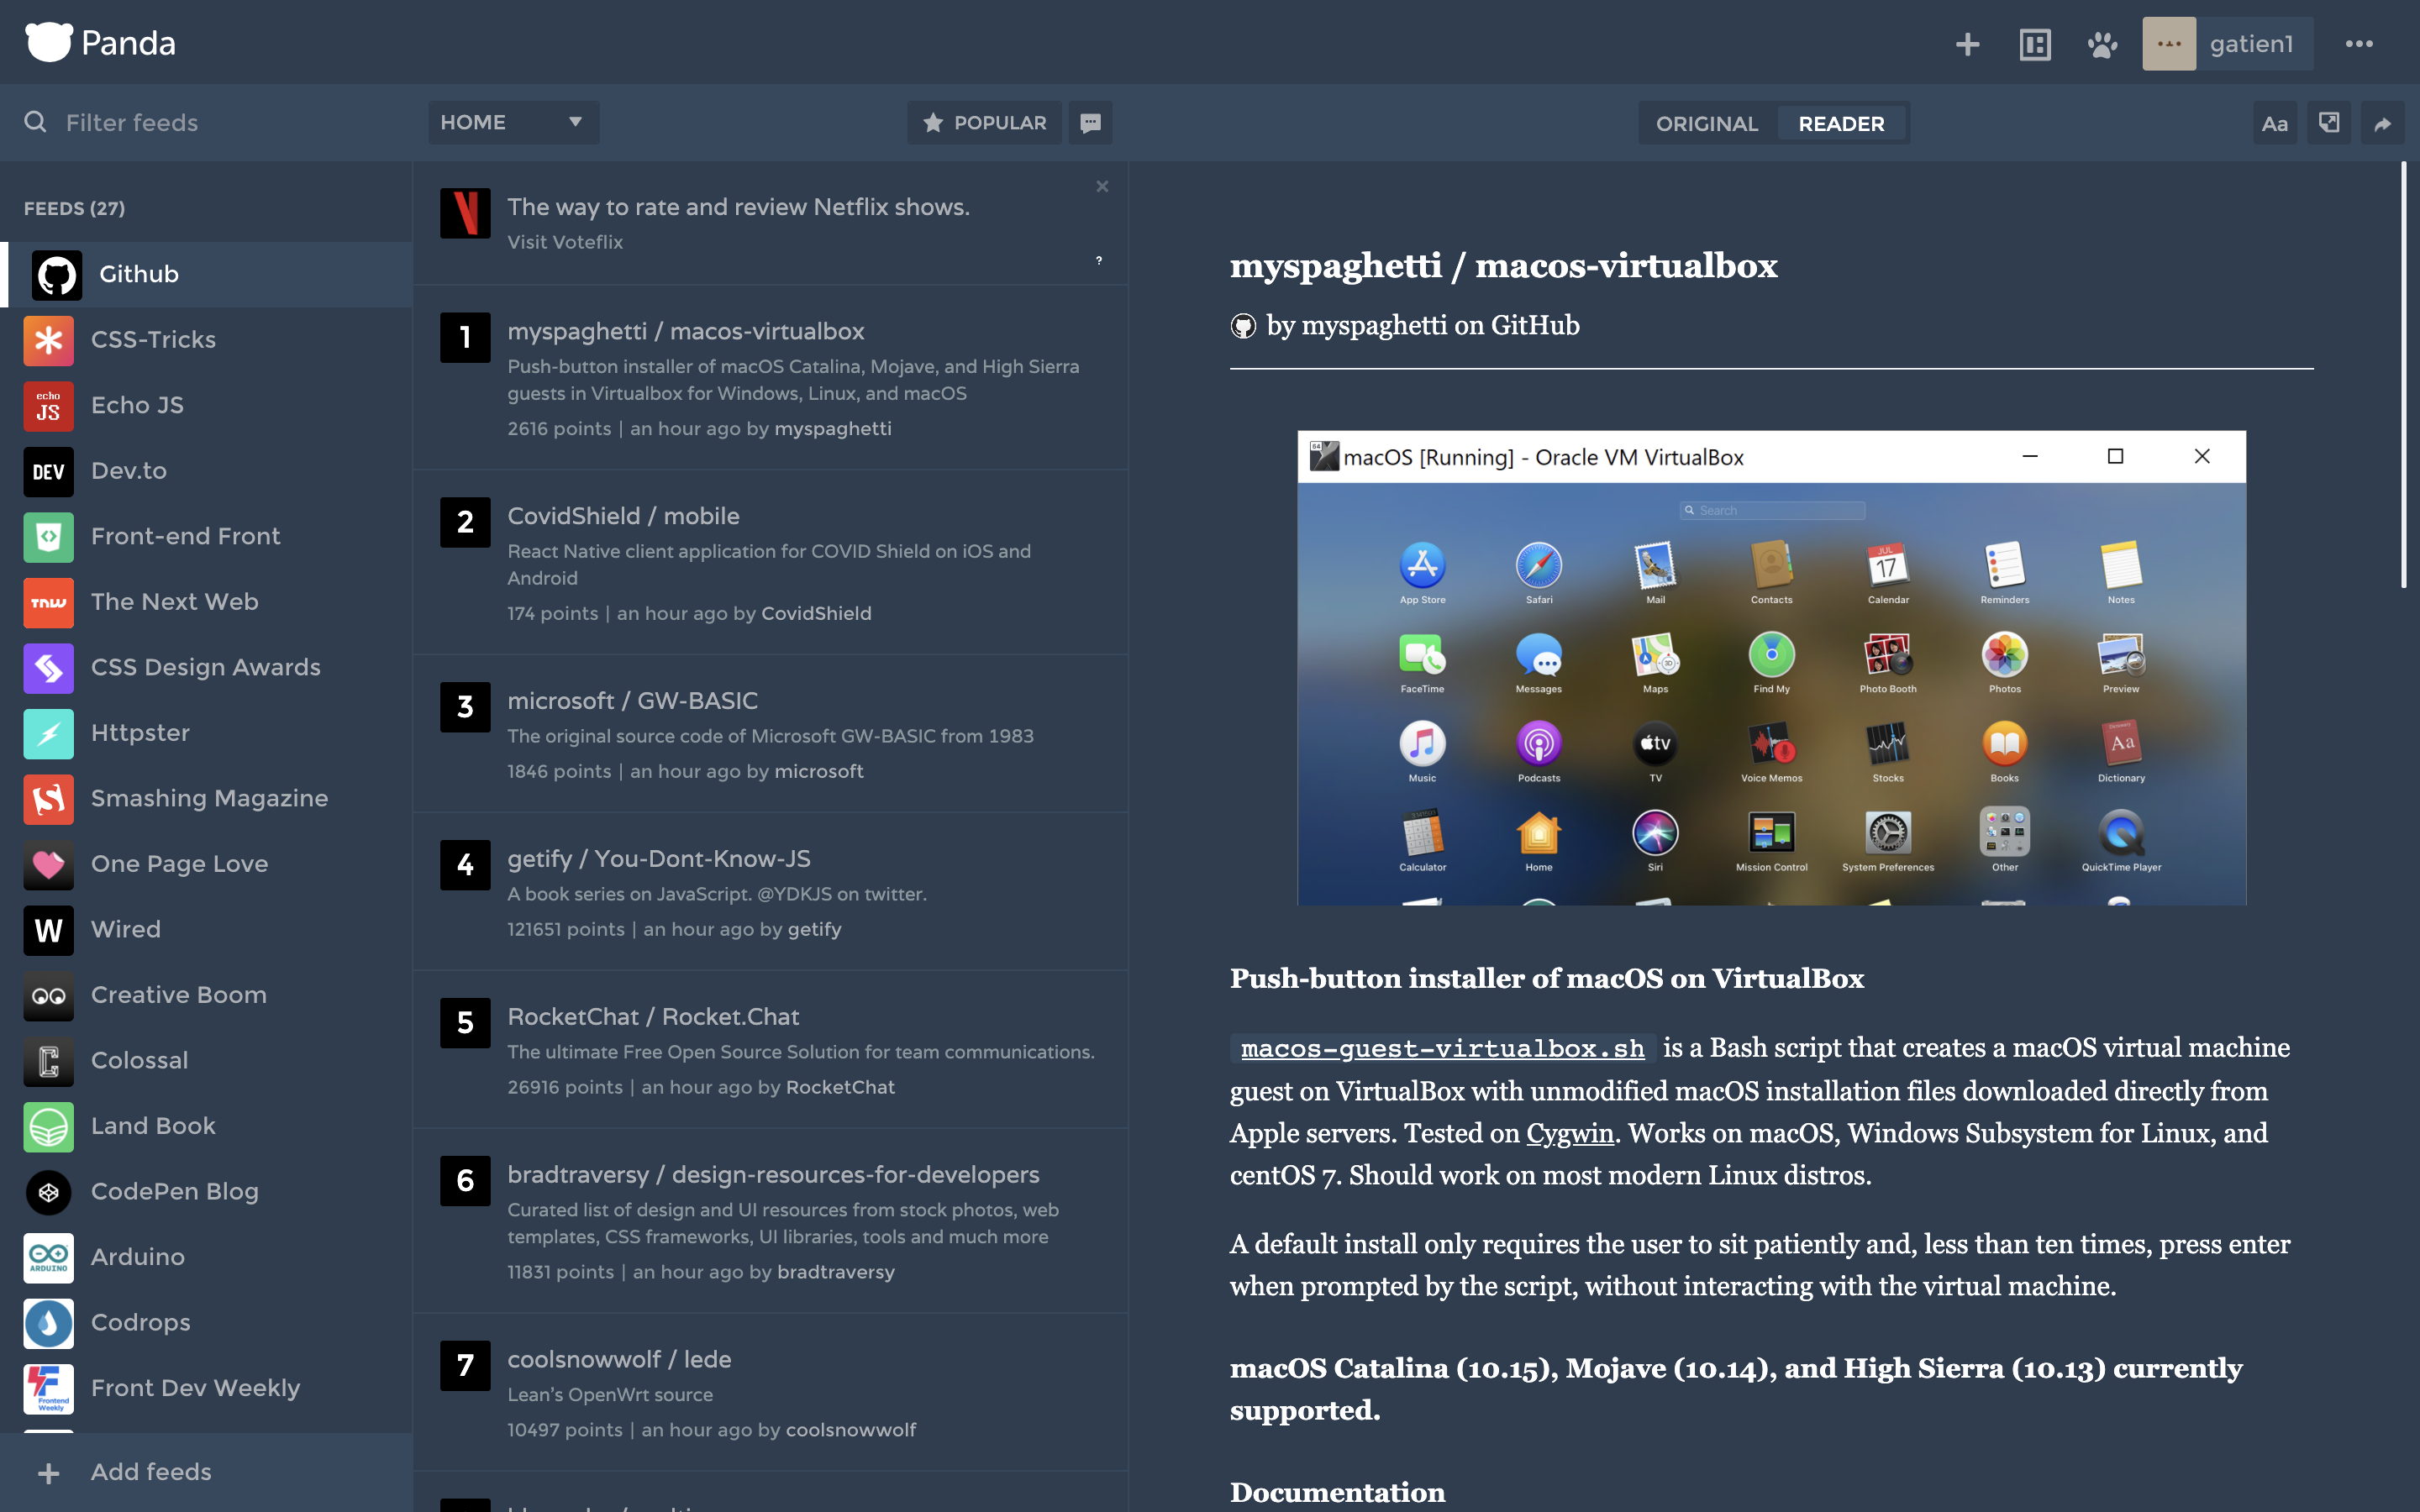 Panda
gatien1
Filter feeds
HOME
POPULAR
ORIGINAL
READER
Aa
FEEDS (27)
Github
CSS-Tricks
echo
JS
Echo JS
DEV
Dev.to
Front-end Front
TNW
The Next Web
CSS Design Awards
Httpster
Smashing Magazine
One Page Love
W
Wired
Creative Boom
Colossal
Land Book
CodePen Blog
ARDUINO
Arduino
Codrops
Frontend
Weekly
Front Dev Weekly
Add feeds
The way to rate and review Netflix shows.
Visit Voteflix
?
1
myspaghetti / macos-virtualbox
Push-button installer of macOS Catalina, Mojave, and High Sierra
guests in Virtualbox for Windows, Linux, and macOS
2616 points | an hour ago by myspaghetti
2
CovidShield / mobile
React Native client application for COVID Shield on iOS and
Android
174 points | an hour ago by CovidShield
3
microsoft / GW-BASIC
The original source code of Microsoft GW-BASIC from 1983
1846 points | an hour ago by microsoft
4
getify / You-Dont-Know-JS
A book series on JavaScript. @YDKJS on twitter.
121651 points | an hour ago by getify
5
RocketChat / Rocket.Chat
The ultimate Free Open Source Solution for team communications.
26916 points | an hour ago by RocketChat
6
bradtraversy / design-resources-for-developers
Curated list of design and UI resources from stock photos, web
templates, CSS frameworks, UI libraries, tools and much more
11831 points | an hour ago by bradtraversy
7
coolsnowwolf / lede
Lean's OpenWrt source
10497 points | an hour ago by coolsnowwolf
myspaghetti / macos-virtualbox
by myspaghetti on GitHub
macOS [Running] - Oracle VM VirtualBox
Search
JUL
17
App Store Safari Mail Contacts Calendar Reminders Notes
3D
FaceTime Messages Maps Find My Photo Booth Photos Preview
tv
Aa
Music Podcasts TV Voice Memos Stocks Books Dictionary
Calculator Home Siri Mission Control System Preferences Other QuickTime Player
Push-button installer of macOS on VirtualBox
macos-guest-virtualbox.sh is a Bash script that creates a macOS virtual machine
guest on VirtualBox with unmodified macOS installation files downloaded directly from
Apple servers. Tested on Cygwin. Works on macOS, Windows Subsystem for Linux, and
centOS 7. Should work on most modern Linux distros.
A default install only requires the user to sit patiently and, less than ten times, press enter
when prompted by the script, without interacting with the virtual machine.
macOS Catalina (10.15), Mojave (10.14), and High Sierra (10.13) currently
supported.
Documentation